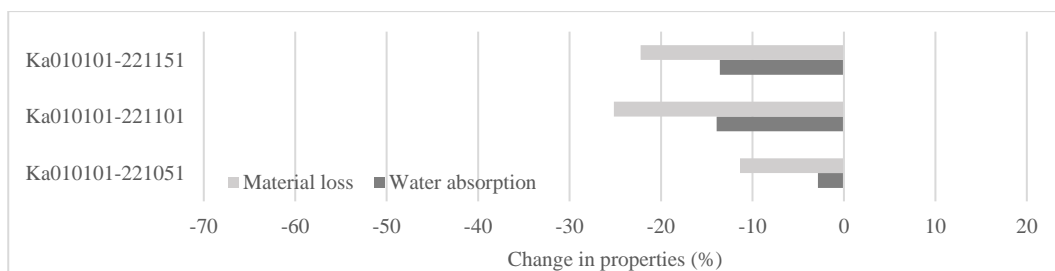 Ka010101-221151
Ka010101-221101
Ka010101-221051
Material loss Water absorption
-70 -60 -50 -40 -30 -20 -10 0 10 20
Change in properties (%)